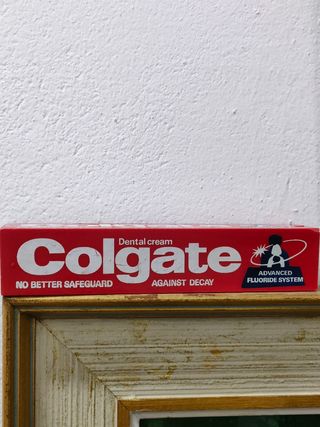 Dental cream
Colgate
NO BETTER SAFEGUARD AGAINST DECAY
ADVANCED
FLUORIDE SYSTEM